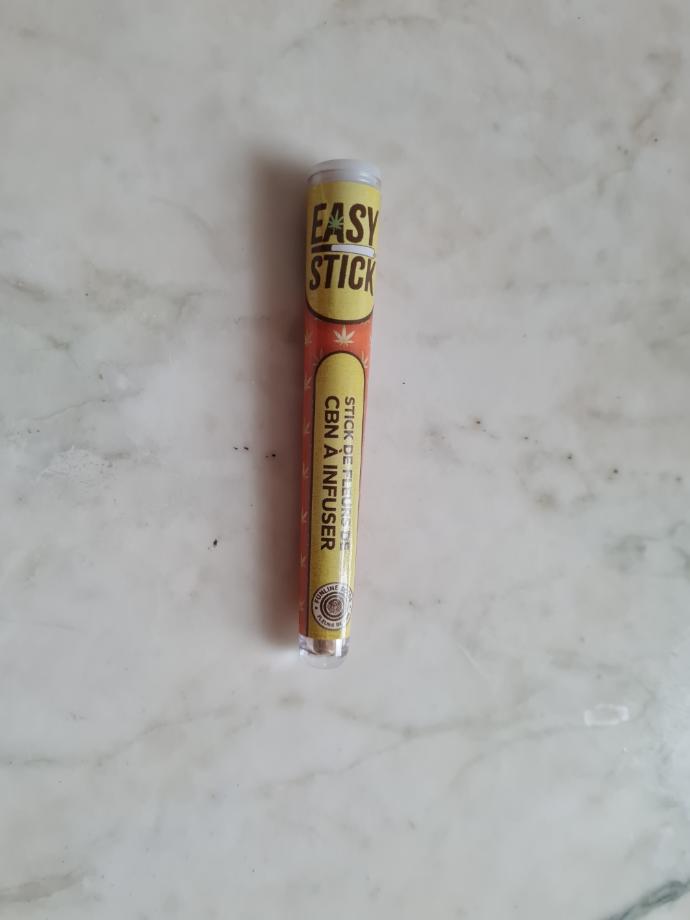 EASY
STICK
STICK DE FLEURS DE
CBN À INFUSER